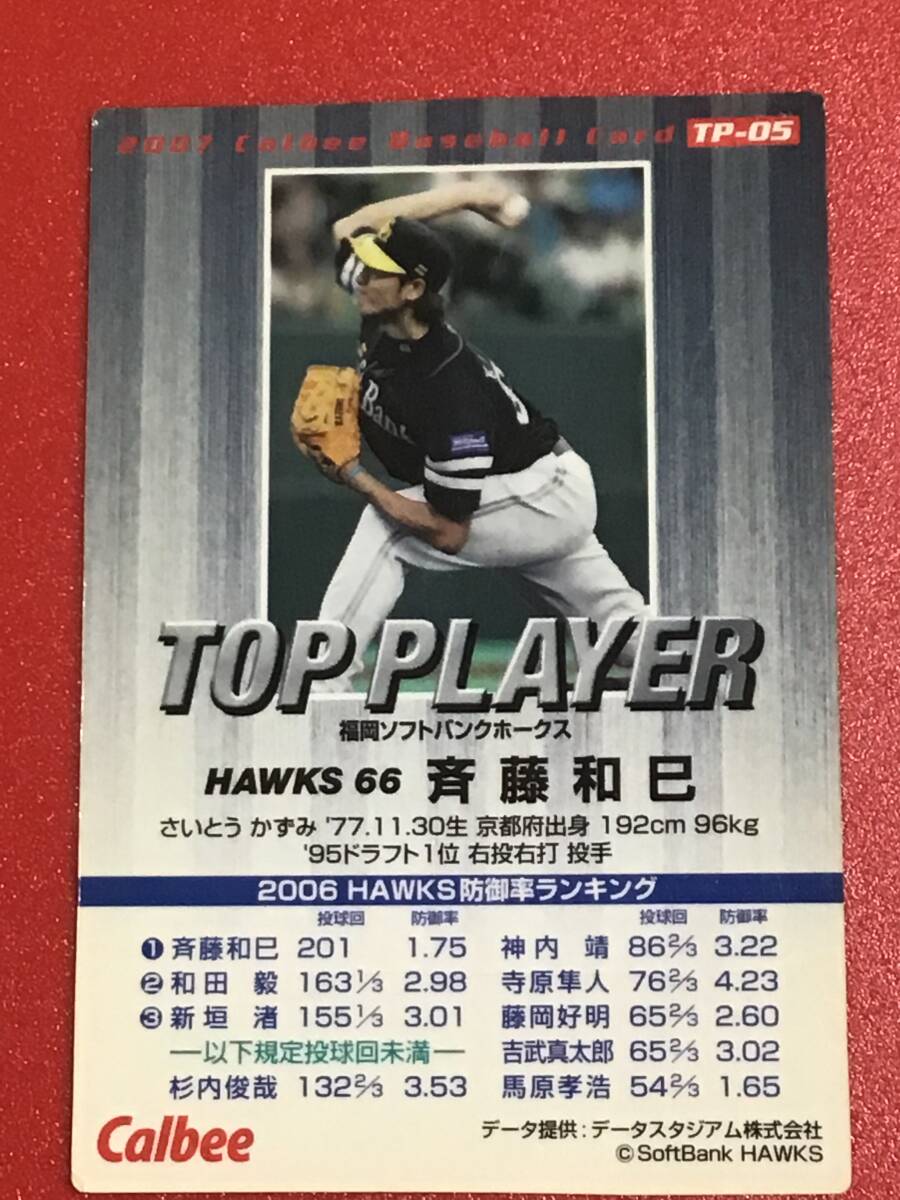 2007 Calbee Baseball Card TP-05
Bank
TOP PLAYER
福岡ソフトバンクホークス
HAWKS 66 斉藤和巳
さいとう かずみ '77.11.30生 京都府出身 192cm 96kg
'95ドラフト1位 右投右打 投手
2006 HAWKS防御率ランキング
投球回 防御率 投球回 防御率
❶斉藤和巳 201 1.75 神内 靖 86⅔ 3.22
❷和田 毅 163⅓ 2.98 寺原隼人 76⅔ 4.23
❸新垣 渚 155⅓ 3.01 藤岡好明 65⅔ 2.60
―以下規定投球回未満― 吉武真太郎 65⅔ 3.02
杉内俊哉 132⅔ 3.53 馬原孝浩 54⅔ 1.65
Calbee
データ提供：データスタジアム株式会社
©SoftBank HAWKS